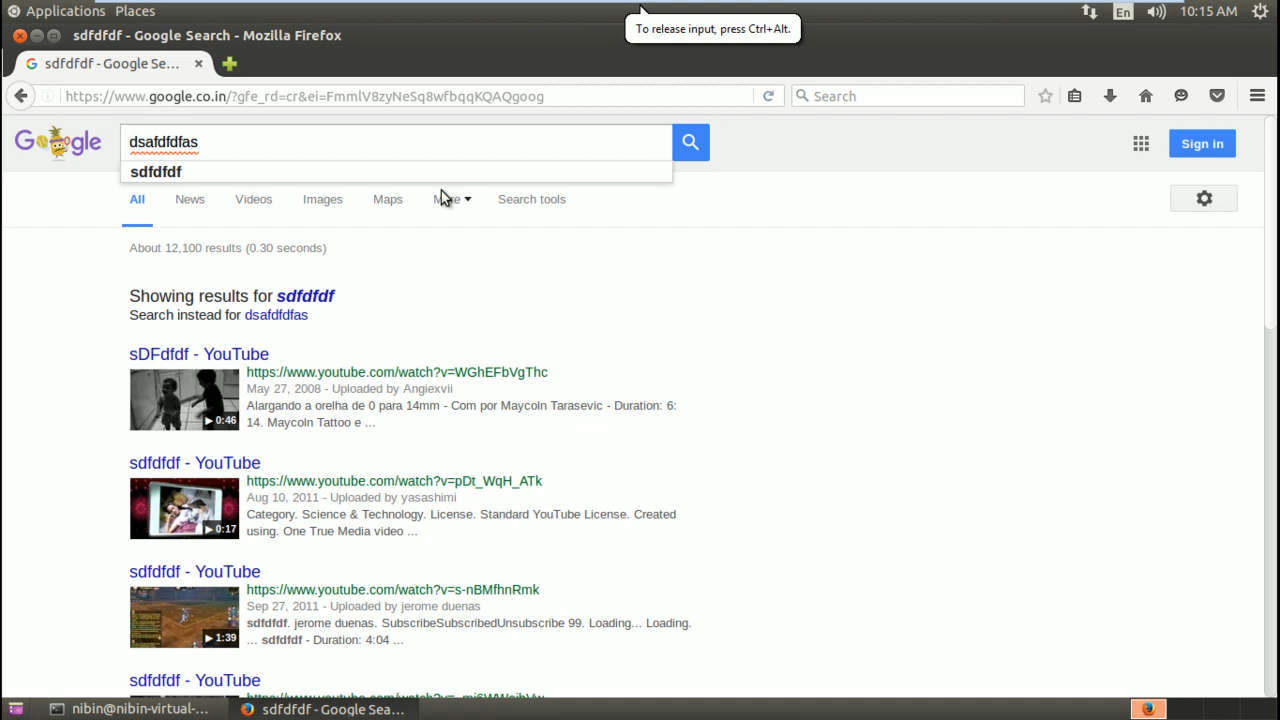 Applications Places
En 10:15 AM
To release input, press Ctrl+Alt.
sdfdfdf - Google Search - Mozilla Firefox
sdfdfdf - Google Se...
https://www.google.co.in/?gfe_rd=cr&ei=FmmlV8zyNeSq8wfbqqKQAQgoog
Search
Google
dsafdfdfas
Sign in
sdfdfdf
All News Videos Images Maps More Search tools
About 12,100 results (0.30 seconds)
Showing results for sdfdfdf
Search instead for dsafdfdfas
sDFdfdf - YouTube
https://www.youtube.com/watch?v=WGhEFbVgThc
May 27, 2008 - Uploaded by Angiexvii
Alargando a orelha de 0 para 14mm - Com por Maycoln Tarasevic - Duration: 6:
14. Maycoln Tattoo e ...
0:46
sdfdfdf - YouTube
https://www.youtube.com/watch?v=pDt_WqH_ATk
Aug 10, 2011 - Uploaded by yasashimi
Category. Science & Technology. License. Standard YouTube License. Created
using. One True Media video ...
0:17
sdfdfdf - YouTube
https://www.youtube.com/watch?v=s-nBMfhnRmk
Sep 27, 2011 - Uploaded by jerome duenas
sdfdfdf. jerome duenas. SubscribeSubscribedUnsubscribe 99. Loading... Loading.
... sdfdfdf - Duration: 4:04 ...
1:39
sdfdfdf - YouTube
nibin@nibin-virtual-...
sdfdfdf - Google Sea...